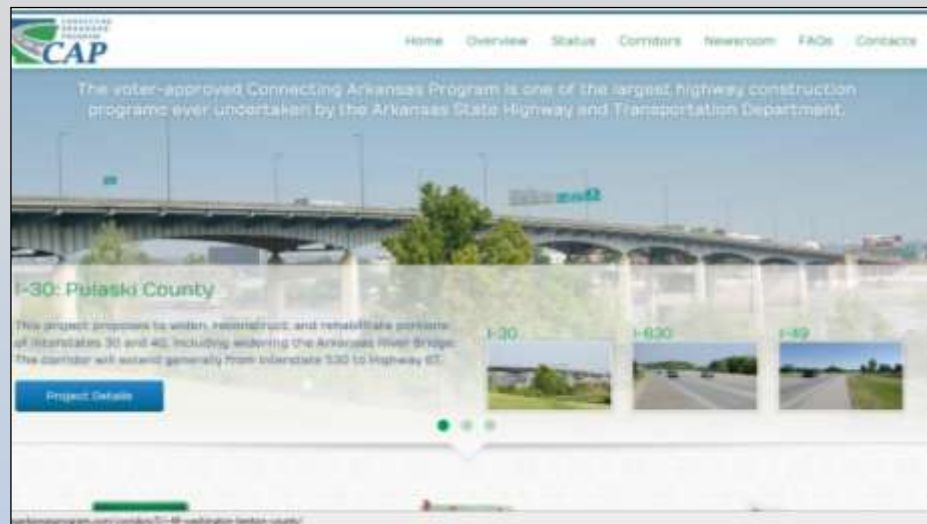 CONNECTING
ARKANSAS
PROGRAM
CAP
Home Overview Status Corridors Newsroom FAQs Contacts
The voter-approved Connecting Arkansas Program is one of the largest highway construction
programs ever undertaken by the Arkansas State Highway and Transportation Department.
I-30: Pulaski County
This project proposes to widen, reconstruct, and rehabilitate portions
of Interstates 30 and 40, including widening the Arkansas River Bridge.
The corridor will extend generally from Interstate 530 to Highway 67.
Project Details
I-30 I-630 I-49